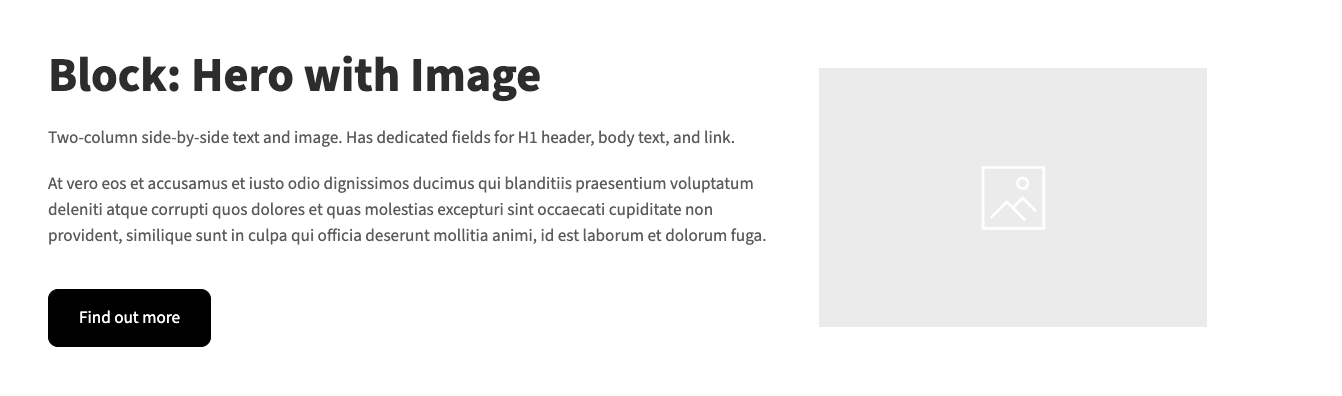 Block: Hero with Image
Two-column side-by-side text and image. Has dedicated fields for H1 header, body text, and link.
At vero eos et accusamus et iusto odio dignissimos ducimus qui blanditiis praesentium voluptatum
deleniti atque corrupti quos dolores et quas molestias excepturi sint occaecati cupiditate non
provident, similique sunt in culpa qui officia deserunt mollitia animi, id est laborum et dolorum fuga.
Find out more